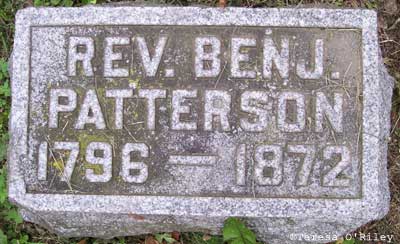 REV. BENJ.
PATTERSON
1796 — 1872
©Teresa O'Riley